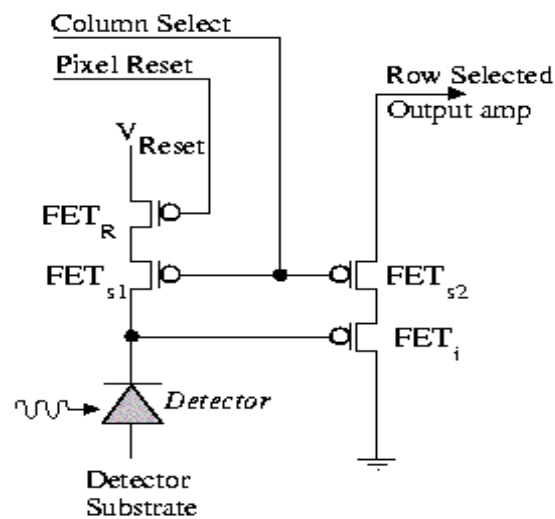 Column Select
Pixel Reset
Row Selected
Output amp
V Reset
FET R
FET s1
FET s2
FET i
Detector
Detector
Substrate